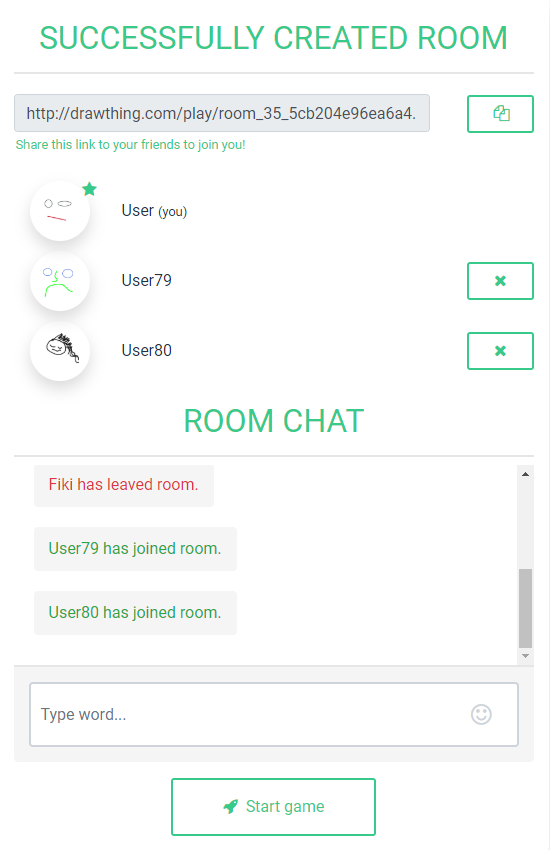 SUCCESSFULLY CREATED ROOM
http://drawthing.com/play/room_35_5cb204e96ea6a4.
Share this link to your friends to join you!
User (you)
User79
User80
ROOM CHAT
Fiki has leaved room.
User79 has joined room.
User80 has joined room.
Type word...
Start game